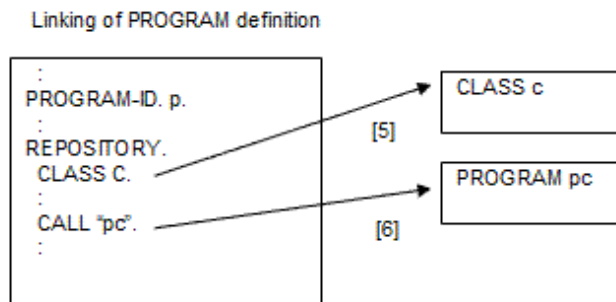 Linking of PROGRAM definition
:
PROGRAM-ID. p.
:
REPOSITORY.
CLASS C.
:
CALL "pc".
:
[5]
[6]
CLASS c
PROGRAM pc